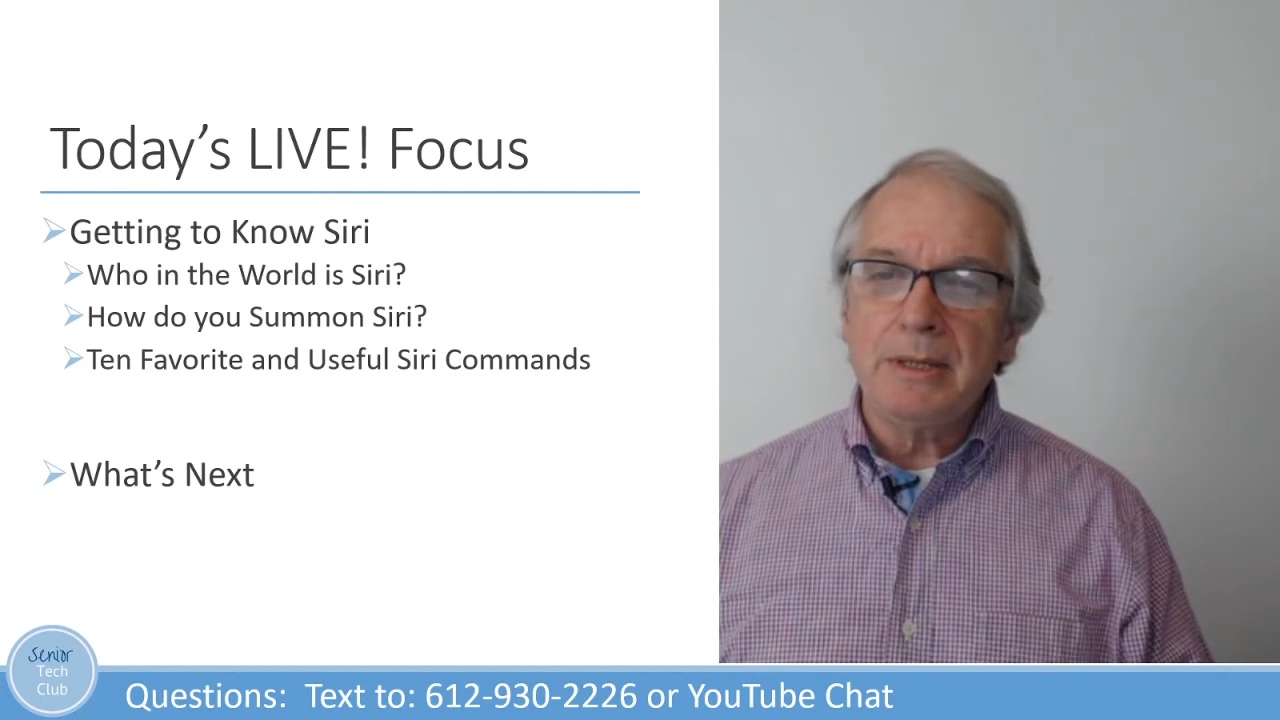 Today's LIVE! Focus
Getting to Know Siri
Who in the World is Siri?
How do you Summon Siri?
Ten Favorite and Useful Siri Commands
What's Next
Senior
Tech
Club
Questions: Text to: 612-930-2226 or YouTube Chat